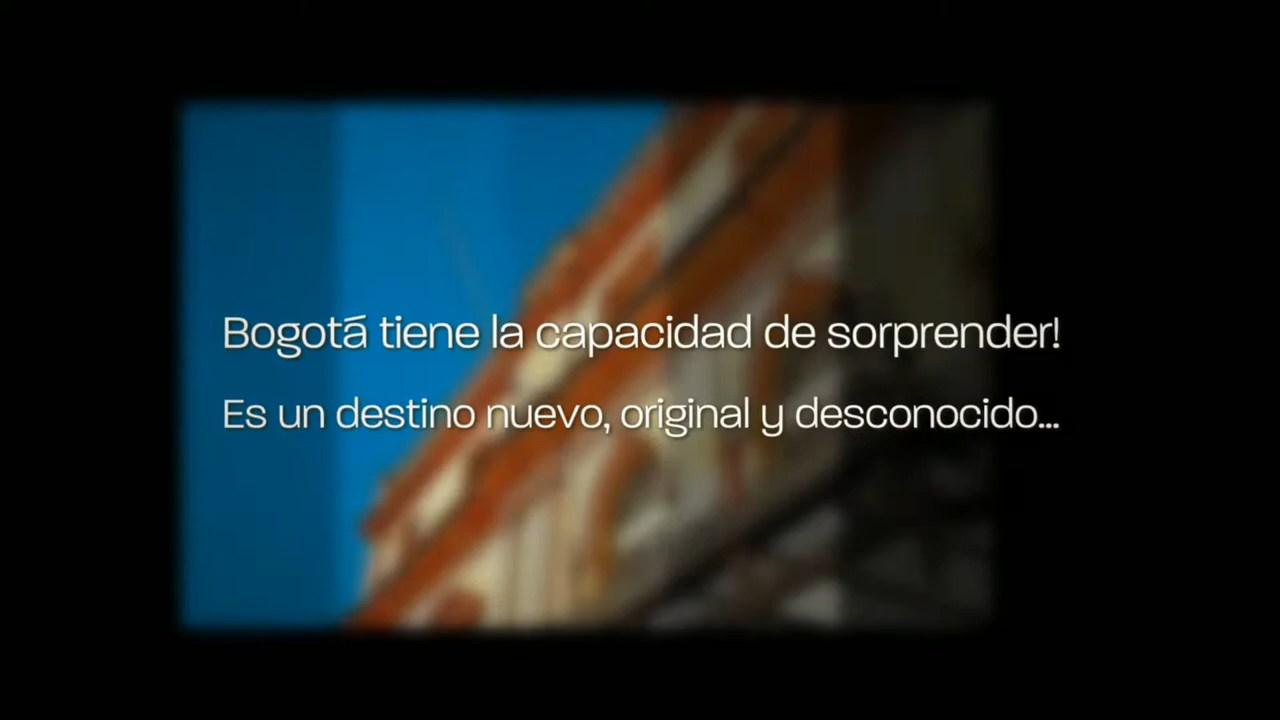 Bogotá tiene la capacidad de sorprender!
Es un destino nuevo, original y desconocido...